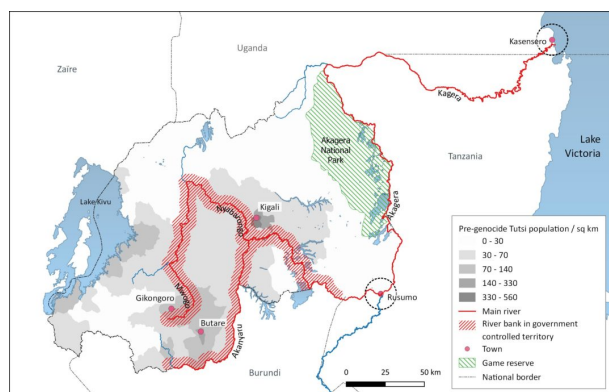 Kasensero
Uganda
Zaïre
Kagera
Lake
Victoria
Akagera
National
Park
Tanzania
Lake Kivu
Nyabarongo
Kigali
Akagera
Mwogo
Gikongoro
Rusumo
Butare
Akanyaru
Burundi
Pre-genocide Tutsi population / sq km
0 - 30
30 - 70
70 - 140
140 - 330
330 - 560
Main river
River bank in government
controlled territory
Town
Game reserve
National border
0 25 50 km